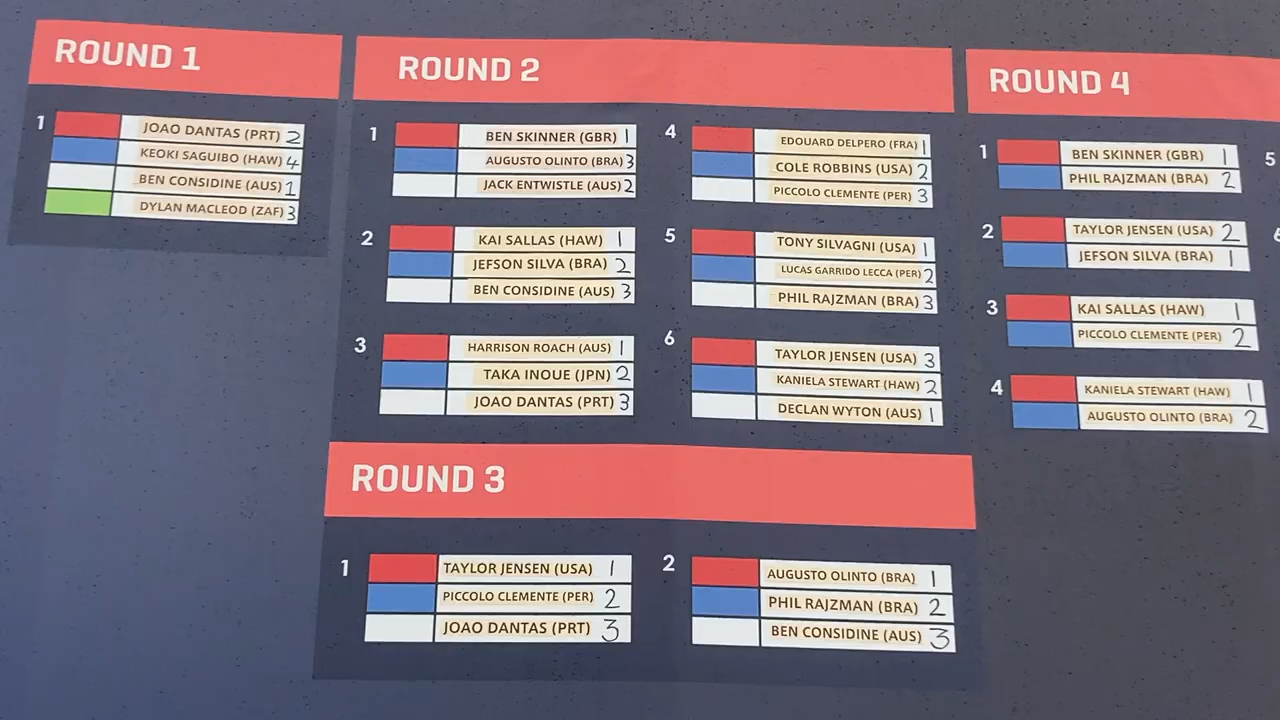 ROUND 1
1
JOAO DANTAS (PRT) 2
KEOKI SAGUIBO (HAW) 4
BEN CONSIDINE (AUS) 1
DYLAN MACLEOD (ZAF) 3
ROUND 2
1
BEN SKINNER (GBR) 1
AUGUSTO OLINTO (BRA) 3
JACK ENTWISTLE (AUS) 2
2
KAI SALLAS (HAW) 1
JEFSON SILVA (BRA) 2
BEN CONSIDINE (AUS) 3
3
HARRISON ROACH (AUS) 1
TAKA INOUE (JPN) 2
JOAO DANTAS (PRT) 3
4
EDOUARD DELPERO (FRA) 1
COLE ROBBINS (USA) 2
PICCOLO CLEMENTE (PER) 3
5
TONY SILVAGNI (USA) 1
LUCAS GARRIDO LECCA (PER) 2
PHIL RAJZMAN (BRA) 3
6
TAYLOR JENSEN (USA) 3
KANIELA STEWART (HAW) 2
DECLAN WYTON (AUS) 1
ROUND 3
1
TAYLOR JENSEN (USA) 1
PICCOLO CLEMENTE (PER) 2
JOAO DANTAS (PRT) 3
2
AUGUSTO OLINTO (BRA) 1
PHIL RAJZMAN (BRA) 2
BEN CONSIDINE (AUS) 3
ROUND 4
1
BEN SKINNER (GBR) 1
PHIL RAJZMAN (BRA) 2
2
TAYLOR JENSEN (USA) 2
JEFSON SILVA (BRA) 1
3
KAI SALLAS (HAW) 1
PICCOLO CLEMENTE (PER) 2
4
KANIELA STEWART (HAW) 1
AUGUSTO OLINTO (BRA) 2
5